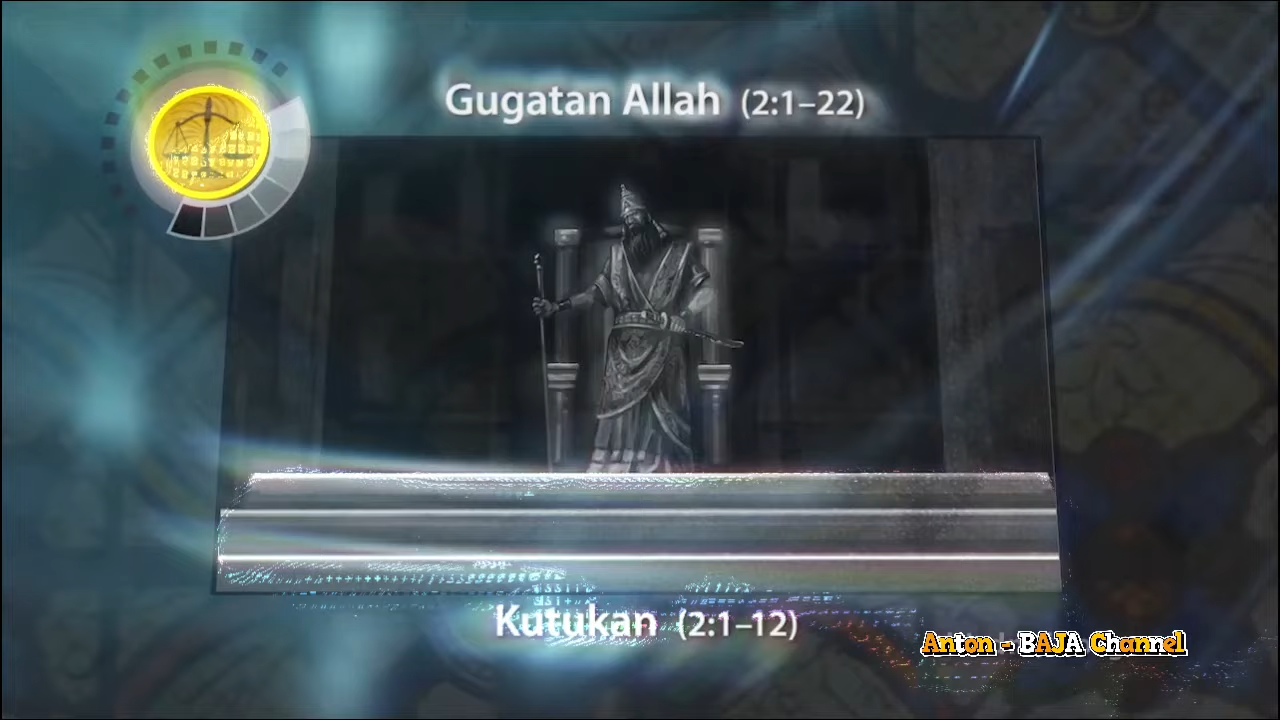 Gugatan Allah (2:1–22)
Kutukan (2:1–12)
Anton - BAJA Channel